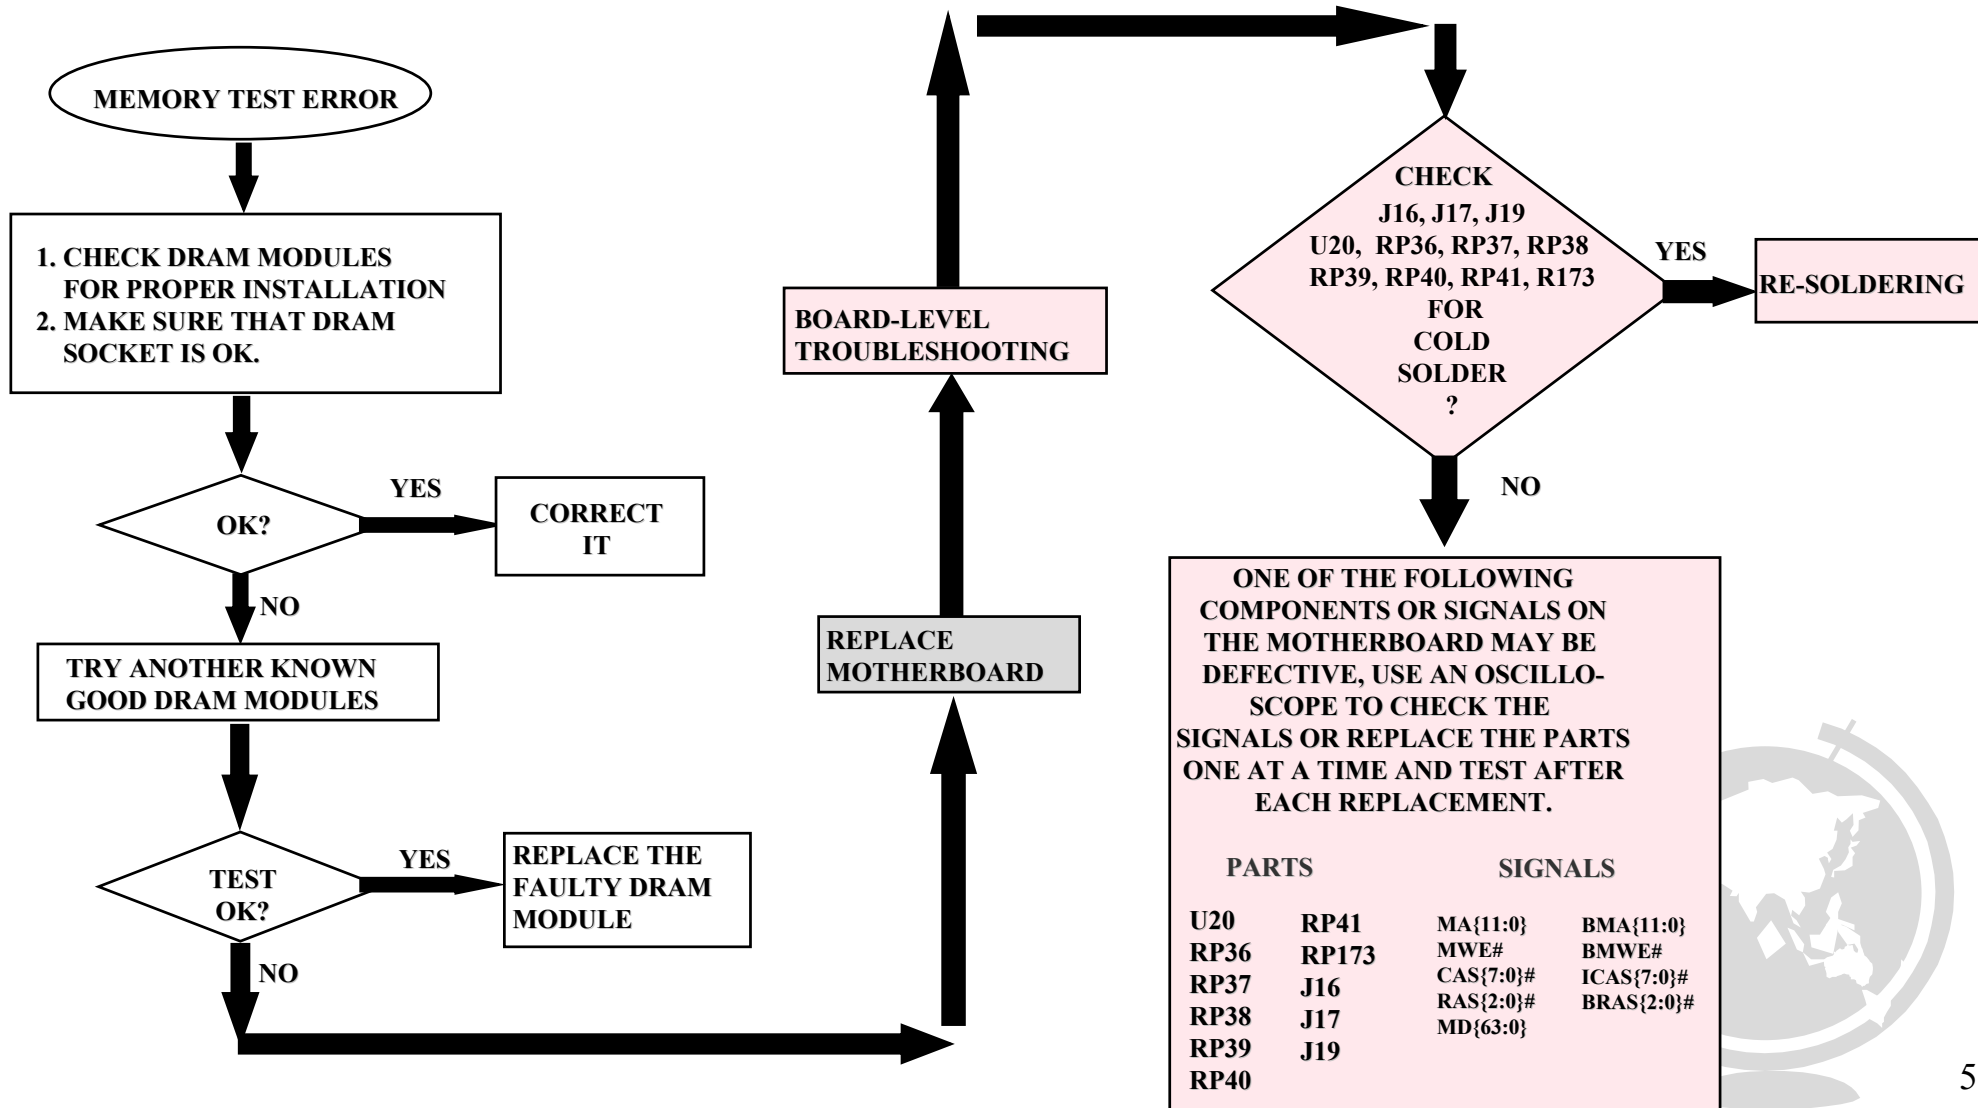 MEMORY TEST ERROR
1. CHECK DRAM MODULES
FOR PROPER INSTALLATION
2. MAKE SURE THAT DRAM
SOCKET IS OK.
OK?
YES
CORRECT
IT
NO
TRY ANOTHER KNOWN
GOOD DRAM MODULES
TEST
OK?
YES
REPLACE THE
FAULTY DRAM
MODULE
NO
REPLACE
MOTHERBOARD
BOARD-LEVEL
TROUBLESHOOTING
CHECK
J16, J17, J19
U20, RP36, RP37, RP38
RP39, RP40, RP41, R173
FOR
COLD
SOLDER
?
YES
RE-SOLDERING
NO
ONE OF THE FOLLOWING
COMPONENTS OR SIGNALS ON
THE MOTHERBOARD MAY BE
DEFECTIVE, USE AN OSCILLO-
SCOPE TO CHECK THE
SIGNALS OR REPLACE THE PARTS
ONE AT A TIME AND TEST AFTER
EACH REPLACEMENT.
PARTS
U20
RP36
RP37
RP38
RP39
RP40
RP41
RP173
J16
J17
J19
SIGNALS
MA{11:0}
MWE#
CAS{7:0}#
RAS{2:0}#
MD{63:0}
BMA{11:0}
BMWE#
ICAS{7:0}#
BRAS{2:0}#
5